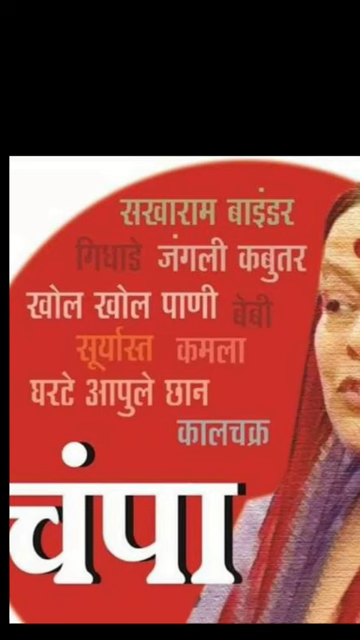 सखाराम बाइंडर
गिधाडे जंगली कबुतर
खोल खोल पाणी बेबी
सूर्यास्त कमला
घरटे आपुले छान
कालचक्र
चंपा